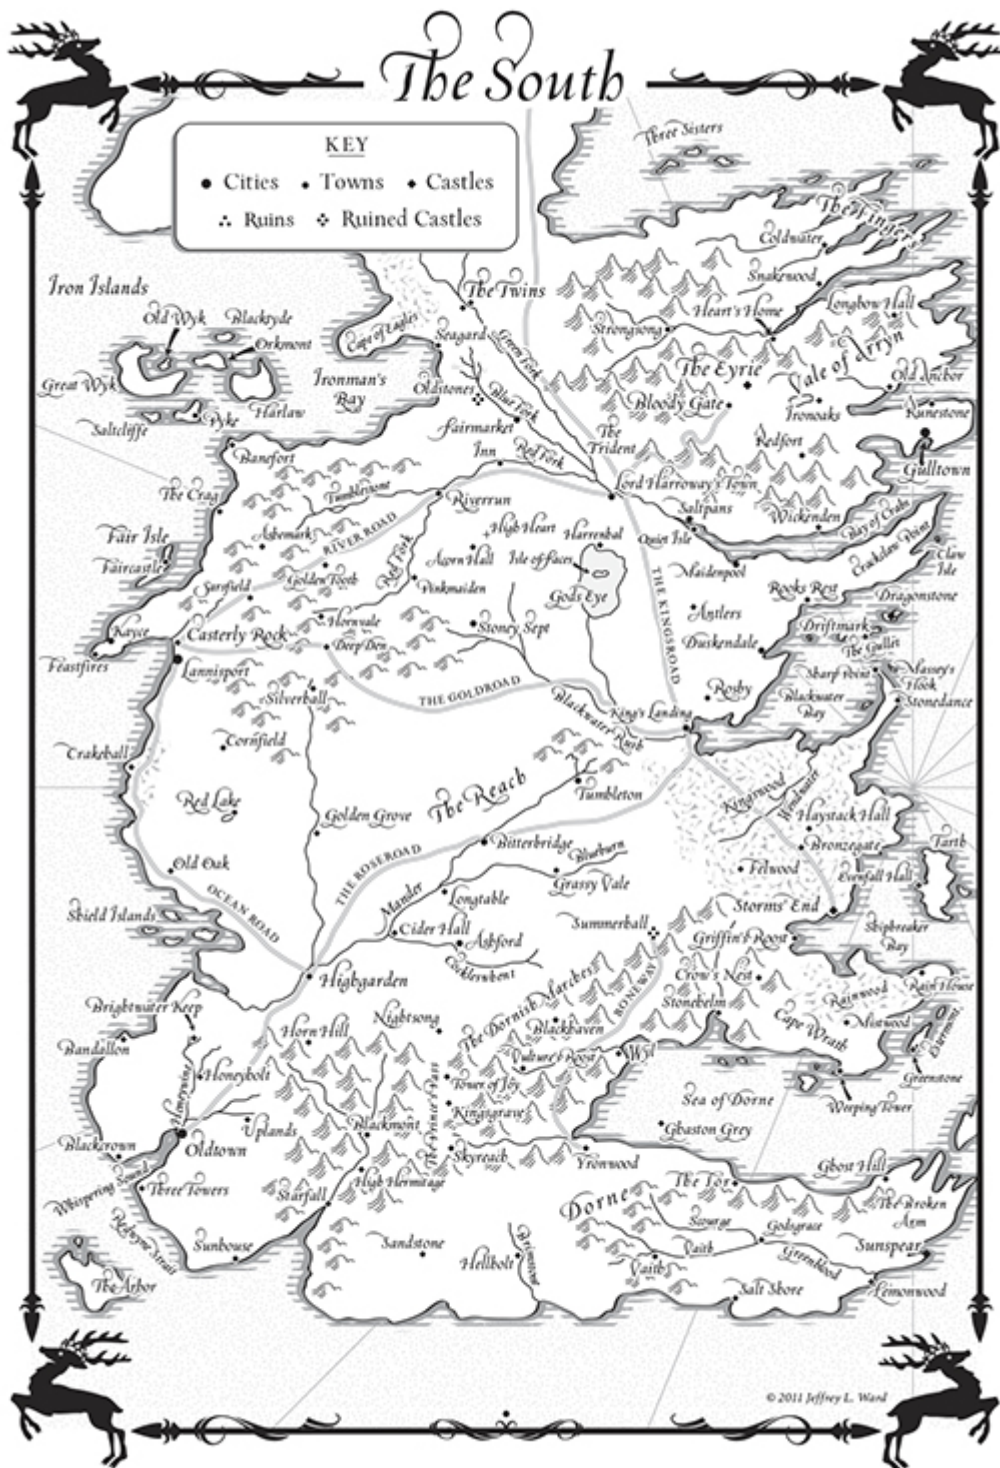 The South
KEY
Cities
Towns
Castles
Ruins
Ruined Castles
Three Sisters
The Fingers
Coldwater
Snakewood
Iron Islands
Old Wyk
Blacktyde
Orkmont
Great Wyk
Harlaw
Pyke
Saltcliffe
Ironman's
Bay
Cape of Eagles
The Twins
Seagard
Green Fork
Oldstones
Blue Fork
Fairmarket
Heart's Home
Longbow Hall
Strongsong
The Eyrie
Vale of Arryn
Old Anchor
Bloody Gate
Ironoaks
Runestone
The
Trident
Redfort
Gulltown
Banefort
Inn
Red Fork
The Crag
Tumblestone
Riverrun
Lord Harroway's Town
Saltpans
Wickenden
Bay of Crabs
Crackclaw Point
Claw
Isle
Fair Isle
Faircastle
Ashemark
RIVER ROAD
High Heart
Harrenhal
Quiet Isle
Acorn Hall
Isle of Faces
Maidenpool
Golden Tooth
Red Fork
Pinkmaiden
Gods Eye
THE KINGSROAD
Rooks Rest
Dragonstone
Sarsfield
Antlers
Driftmark
The Gullet
Kayce
Casterly Rock
Hornvale
Deep Den
Stoney Sept
Duskendale
Feastfires
Lannisport
Sharp Point
Massey's
Hook
Silverhall
THE GOLDROAD
Rosby
Blackwater
Bay
Stonedance
Blackwater Rush
King's Landing
Cornfield
Crakehall
The Reach
Kingswood
Wendwater
Red Lake
Tumbleton
Golden Grove
Haystack Hall
THE ROSEROAD
Bitterbridge
Bronzegate
Tarth
Old Oak
Blueburn
Felwood
Evenfall Hall
OCEAN ROAD
Mander
Grassy Vale
Longtable
Storms' End
Shield Islands
Cider Hall
Summerhall
Ashford
Griffin's Roost
Shipbreaker
Bay
Cockleswhent
Highgarden
The Dornish Marches
BONEWAY
Crow's Nest
Rainwood
Rain House
Brightwater Keep
Nightsong
Stonehelm
Horn Hill
Blackhaven
Cape Wrath
Mistwood
Estermont
Bandallon
Vulture's Roost
Wyl
Honeyholt
Tower of Joy
Greenstone
Sea of Dorne
Weeping Tower
Honeywine
The Prince's Pass
Kingsgrave
Uplands
Blackmont
Ghaston Grey
Blackcrown
Oldtown
Skyreach
Yronwood
Ghost Hill
Whispering Sound
Three Towers
High Hermitage
The Tor
Starfall
Dorne
The Broken
Arm
Redwyne Strait
Scourge
Godsgrace
Sunhouse
Sandstone
Vaith
Sunspear
Hellholt
Brimstone
Vaith
Greenblood
The Arbor
Salt Shore
Lemonwood
© 2011 Jeffrey L. Ward